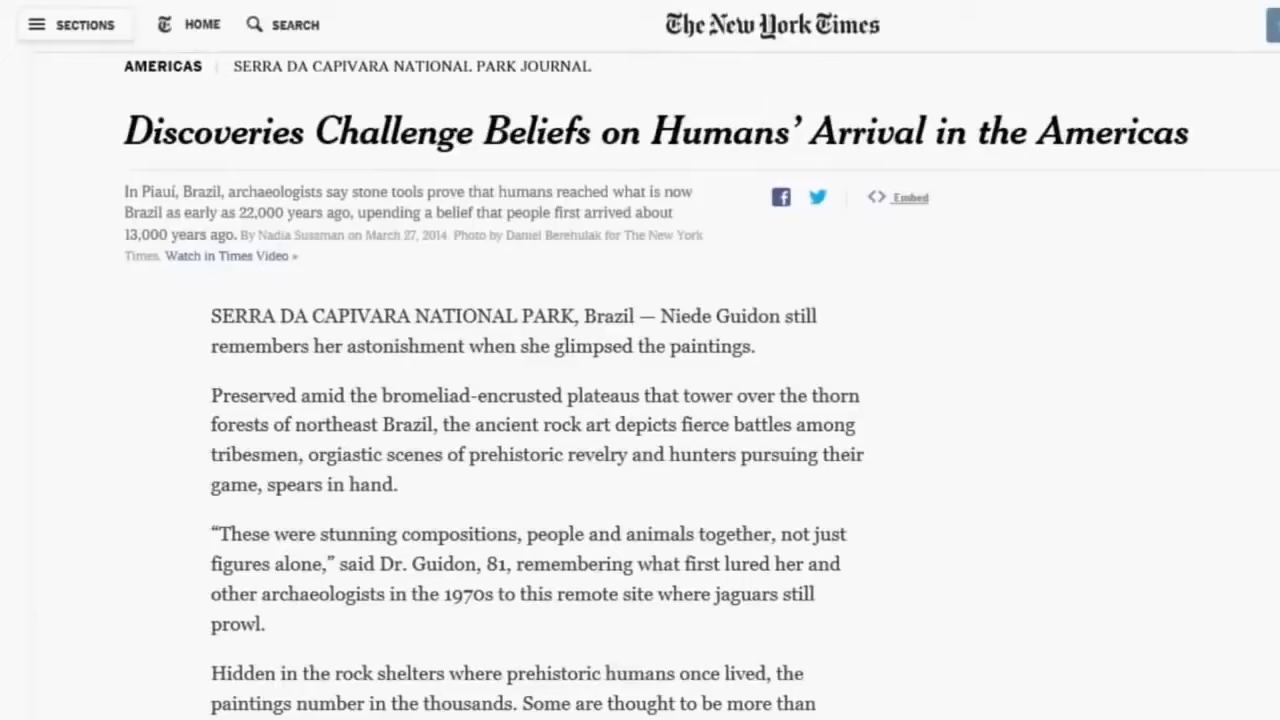 SECTIONS HOME SEARCH The New York Times
AMERICAS SERRA DA CAPIVARA NATIONAL PARK JOURNAL
Discoveries Challenge Beliefs on Humans’ Arrival in the Americas
In Piauí, Brazil, archaeologists say stone tools prove that humans reached what is now
Brazil as early as 22,000 years ago, upending a belief that people first arrived about
13,000 years ago. By Nadia Sussman on March 27, 2014. Photo by Daniel Berehulak for The New York
Times. Watch in Times Video »
Embed
SERRA DA CAPIVARA NATIONAL PARK, Brazil — Niede Guidon still
remembers her astonishment when she glimpsed the paintings.
Preserved amid the bromeliad-encrusted plateaus that tower over the thorn
forests of northeast Brazil, the ancient rock art depicts fierce battles among
tribesmen, orgiastic scenes of prehistoric revelry and hunters pursuing their
game, spears in hand.
“These were stunning compositions, people and animals together, not just
figures alone,” said Dr. Guidon, 81, remembering what first lured her and
other archaeologists in the 1970s to this remote site where jaguars still
prowl.
Hidden in the rock shelters where prehistoric humans once lived, the
paintings number in the thousands. Some are thought to be more than